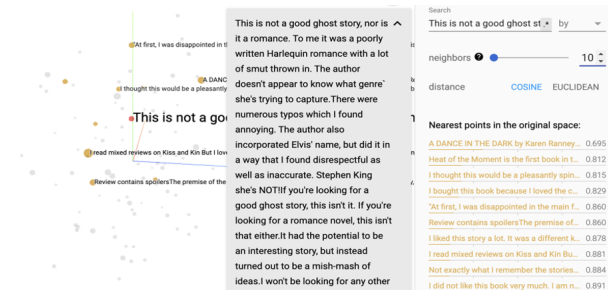 "At first, I was disappointed in t
A DANC
I thought this would be a pleasantly
This is not a go
I read mixed reviews on Kiss and Kin But I lov
Review contains spoilersThe premise of the
This is not a good ghost story, nor is
it a romance. To me it was a poorly
written Harlequin romance with a lot
of smut thrown in. The author
doesn't appear to know what genre`
she's trying to capture.There were
numerous typos which I found
annoying. The author also
incorporated Elvis' name, but did it in
a way that I found disrespectful as
well as inaccurate. Stephen King
she's NOT!If you're looking for a
good ghost story, this isn't it. If you're
looking for a romance novel, this isn't
that either.It had the potential to be
an interesting story, but instead
turned out to be a mish-mash of
ideas.I won't be looking for any other
Search
This is not a good ghost st .* by
neighbors ? 10
distance COSINE EUCLIDEAN
Nearest points in the original space:
A DANCE IN THE DARK by Karen Ranney... 0.695
Heat of the Moment is the first book in t... 0.812
I thought this would be a pleasantly spin... 0.815
I bought this book because I loved the c... 0.829
"At first, I was disappointed in the main f... 0.860
Review contains spoilersThe premise of... 0.860
I liked this story a lot. It was a different k... 0.878
I read mixed reviews on Kiss and Kin Bu... 0.881
Not exactly what I remember the stories... 0.884
I did not like this book very much. I am n... 0.891